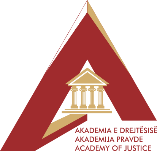 AKADEMIA E DREJTËSISË
AKADEMIJA PRAVDE
ACADEMY OF JUSTICE